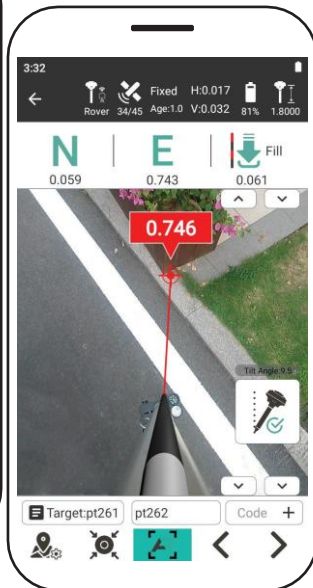 3:32
Fixed H:0.017
Rover 34/45 Age:1.0 V:0.032 81% 1.8000
N E Fill
0.059 0.743 0.061
0.746
Tilt Angle:9.5
Target:pt261 pt262 Code +